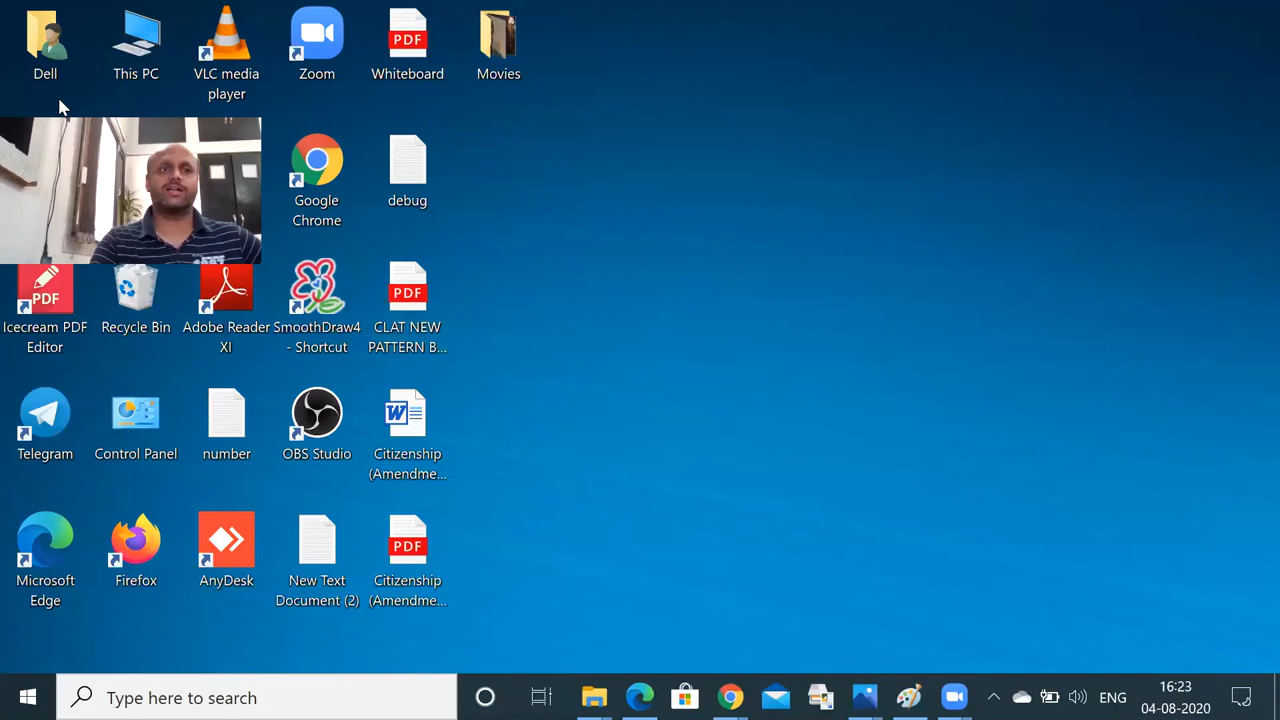 Dell
This PC
VLC media
player
Zoom
PDF
Whiteboard
Movies
Google
Chrome
debug
PDF
Icecream PDF
Editor
Recycle Bin
Adobe Reader
XI
SmoothDraw4
- Shortcut
PDF
CLAT NEW
PATTERN B...
Telegram
Control Panel
number
OBS Studio
W
Citizenship
(Amendme...
Microsoft
Edge
Firefox
AnyDesk
New Text
Document (2)
PDF
Citizenship
(Amendme...
Type here to search
ENG
16:23
04-08-2020